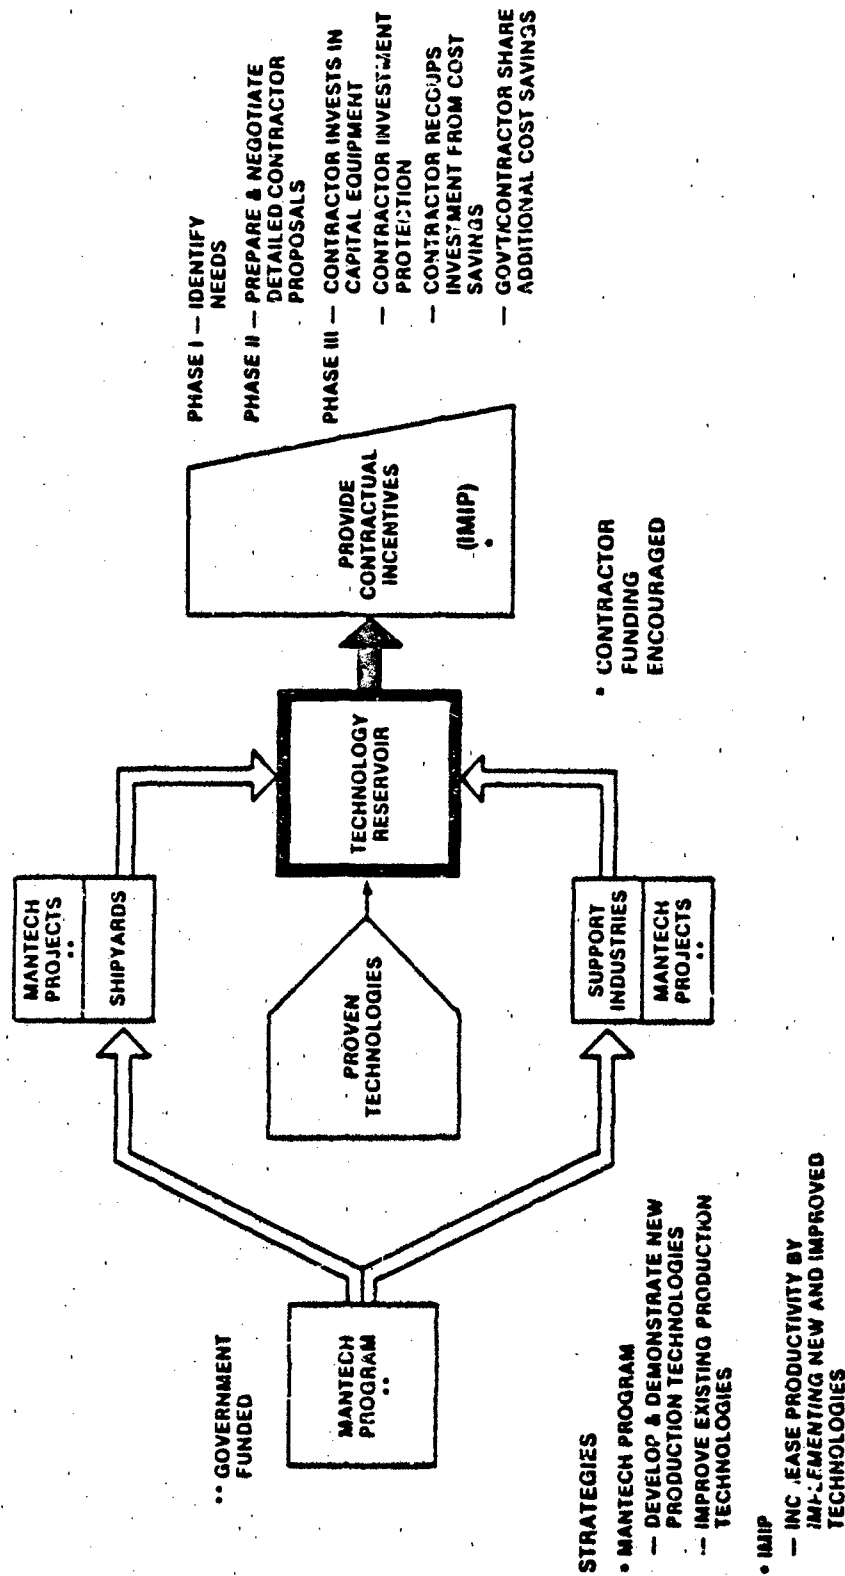 ** GOVERNMENT
FUNDED
MANTECH
PROGRAM
**
MANTECH
PROJECTS
**
SHIPYARDS
PROVEN
TECHNOLOGIES
SUPPORT
INDUSTRIES
MANTECH
PROJECTS
**
TECHNOLOGY
RESERVOIR
PROVIDE
CONTRACTUAL
INCENTIVES
(IMIP)
*
* CONTRACTOR
FUNDING
ENCOURAGED
PHASE I — IDENTIFY
NEEDS
PHASE II — PREPARE & NEGOTIATE
DETAILED CONTRACTOR
PROPOSALS
PHASE III — CONTRACTOR INVESTS IN
CAPITAL EQUIPMENT
— CONTRACTOR INVESTMENT
PROTECTION
— CONTRACTOR RECOUPS
INVESTMENT FROM COST
SAVINGS
— GOV'T/CONTRACTOR SHARE
ADDITIONAL COST SAVINGS
STRATEGIES
• MANTECH PROGRAM
— DEVELOP & DEMONSTRATE NEW
PRODUCTION TECHNOLOGIES
— IMPROVE EXISTING PRODUCTION
TECHNOLOGIES
• IMIP
— INCREASE PRODUCTIVITY BY
IMPLEMENTING NEW AND IMPROVED
TECHNOLOGIES